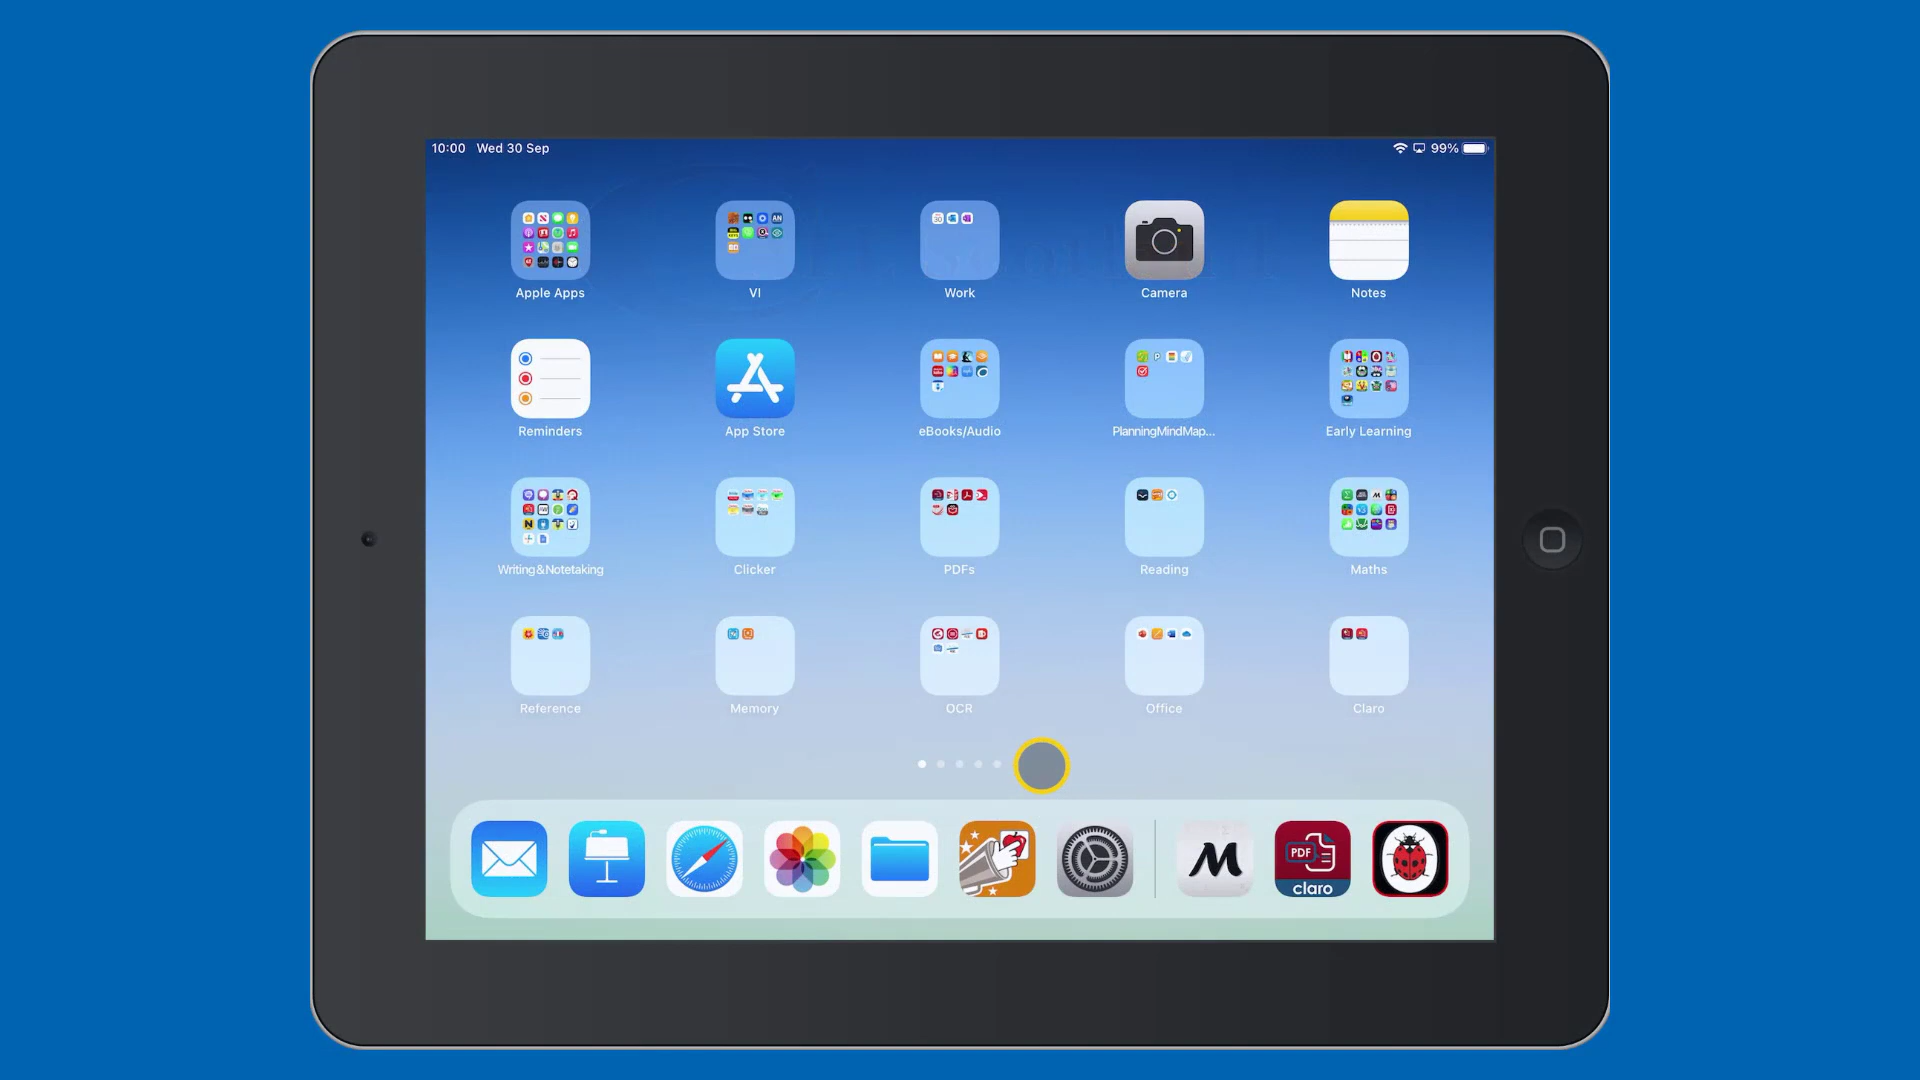 10:00 Wed 30 Sep 99%
Apple Apps VI Work Camera Notes
Reminders App Store eBooks/Audio PlanningMindMap... Early Learning
Writing&Notetaking Clicker PDFs Reading Maths
Reference Memory OCR Office Claro
PDF
claro